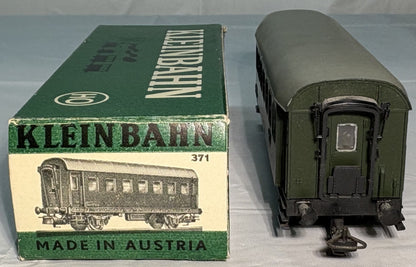 KLEINBAHN
HO
KLEINBAHN
371
MADE IN AUSTRIA